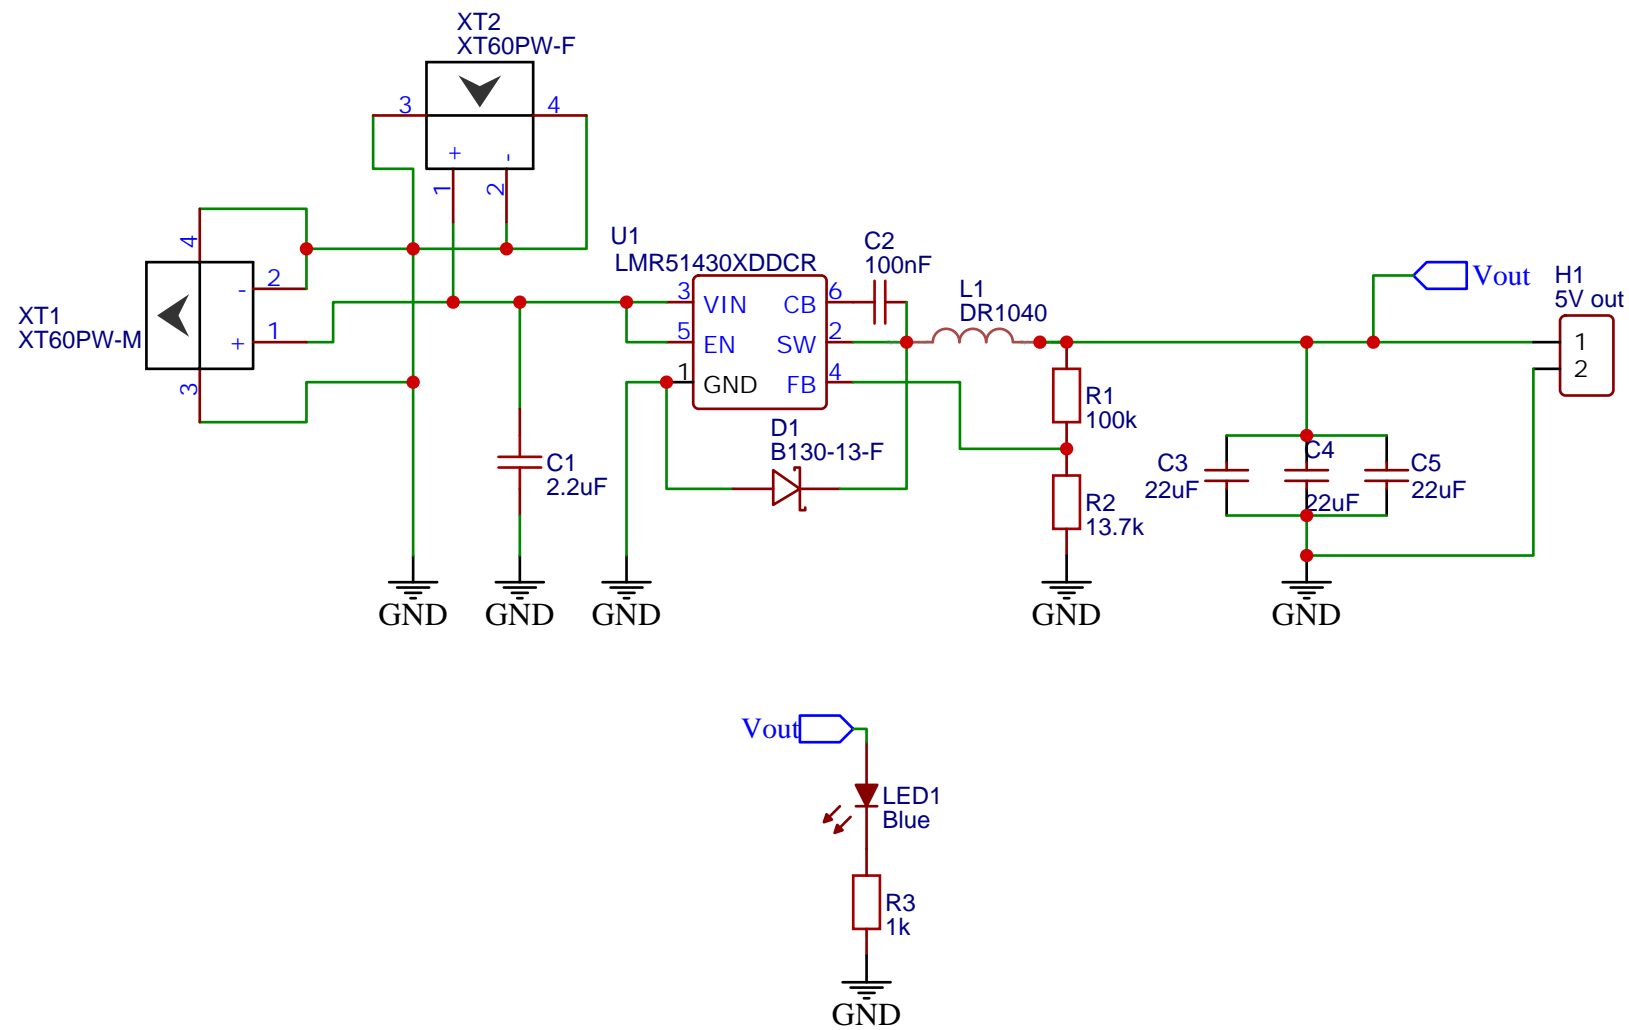 XT2
XT60PW-F
3
4
+
-
1
2
4
XT1
XT60PW-M
-
2
+
1
3
U1
LMR51430XDDCR
3
VIN
5
EN
1
GND
CB
6
SW
2
FB
4
C2
100nF
L1
DR1040
Vout
H1
5V out
1
2
D1
B130-13-F
C1
2.2uF
R1
100k
R2
13.7k
C3
22uF
C4
22uF
C5
22uF
GND
GND
GND
GND
GND
Vout
LED1
Blue
R3
1k
GND